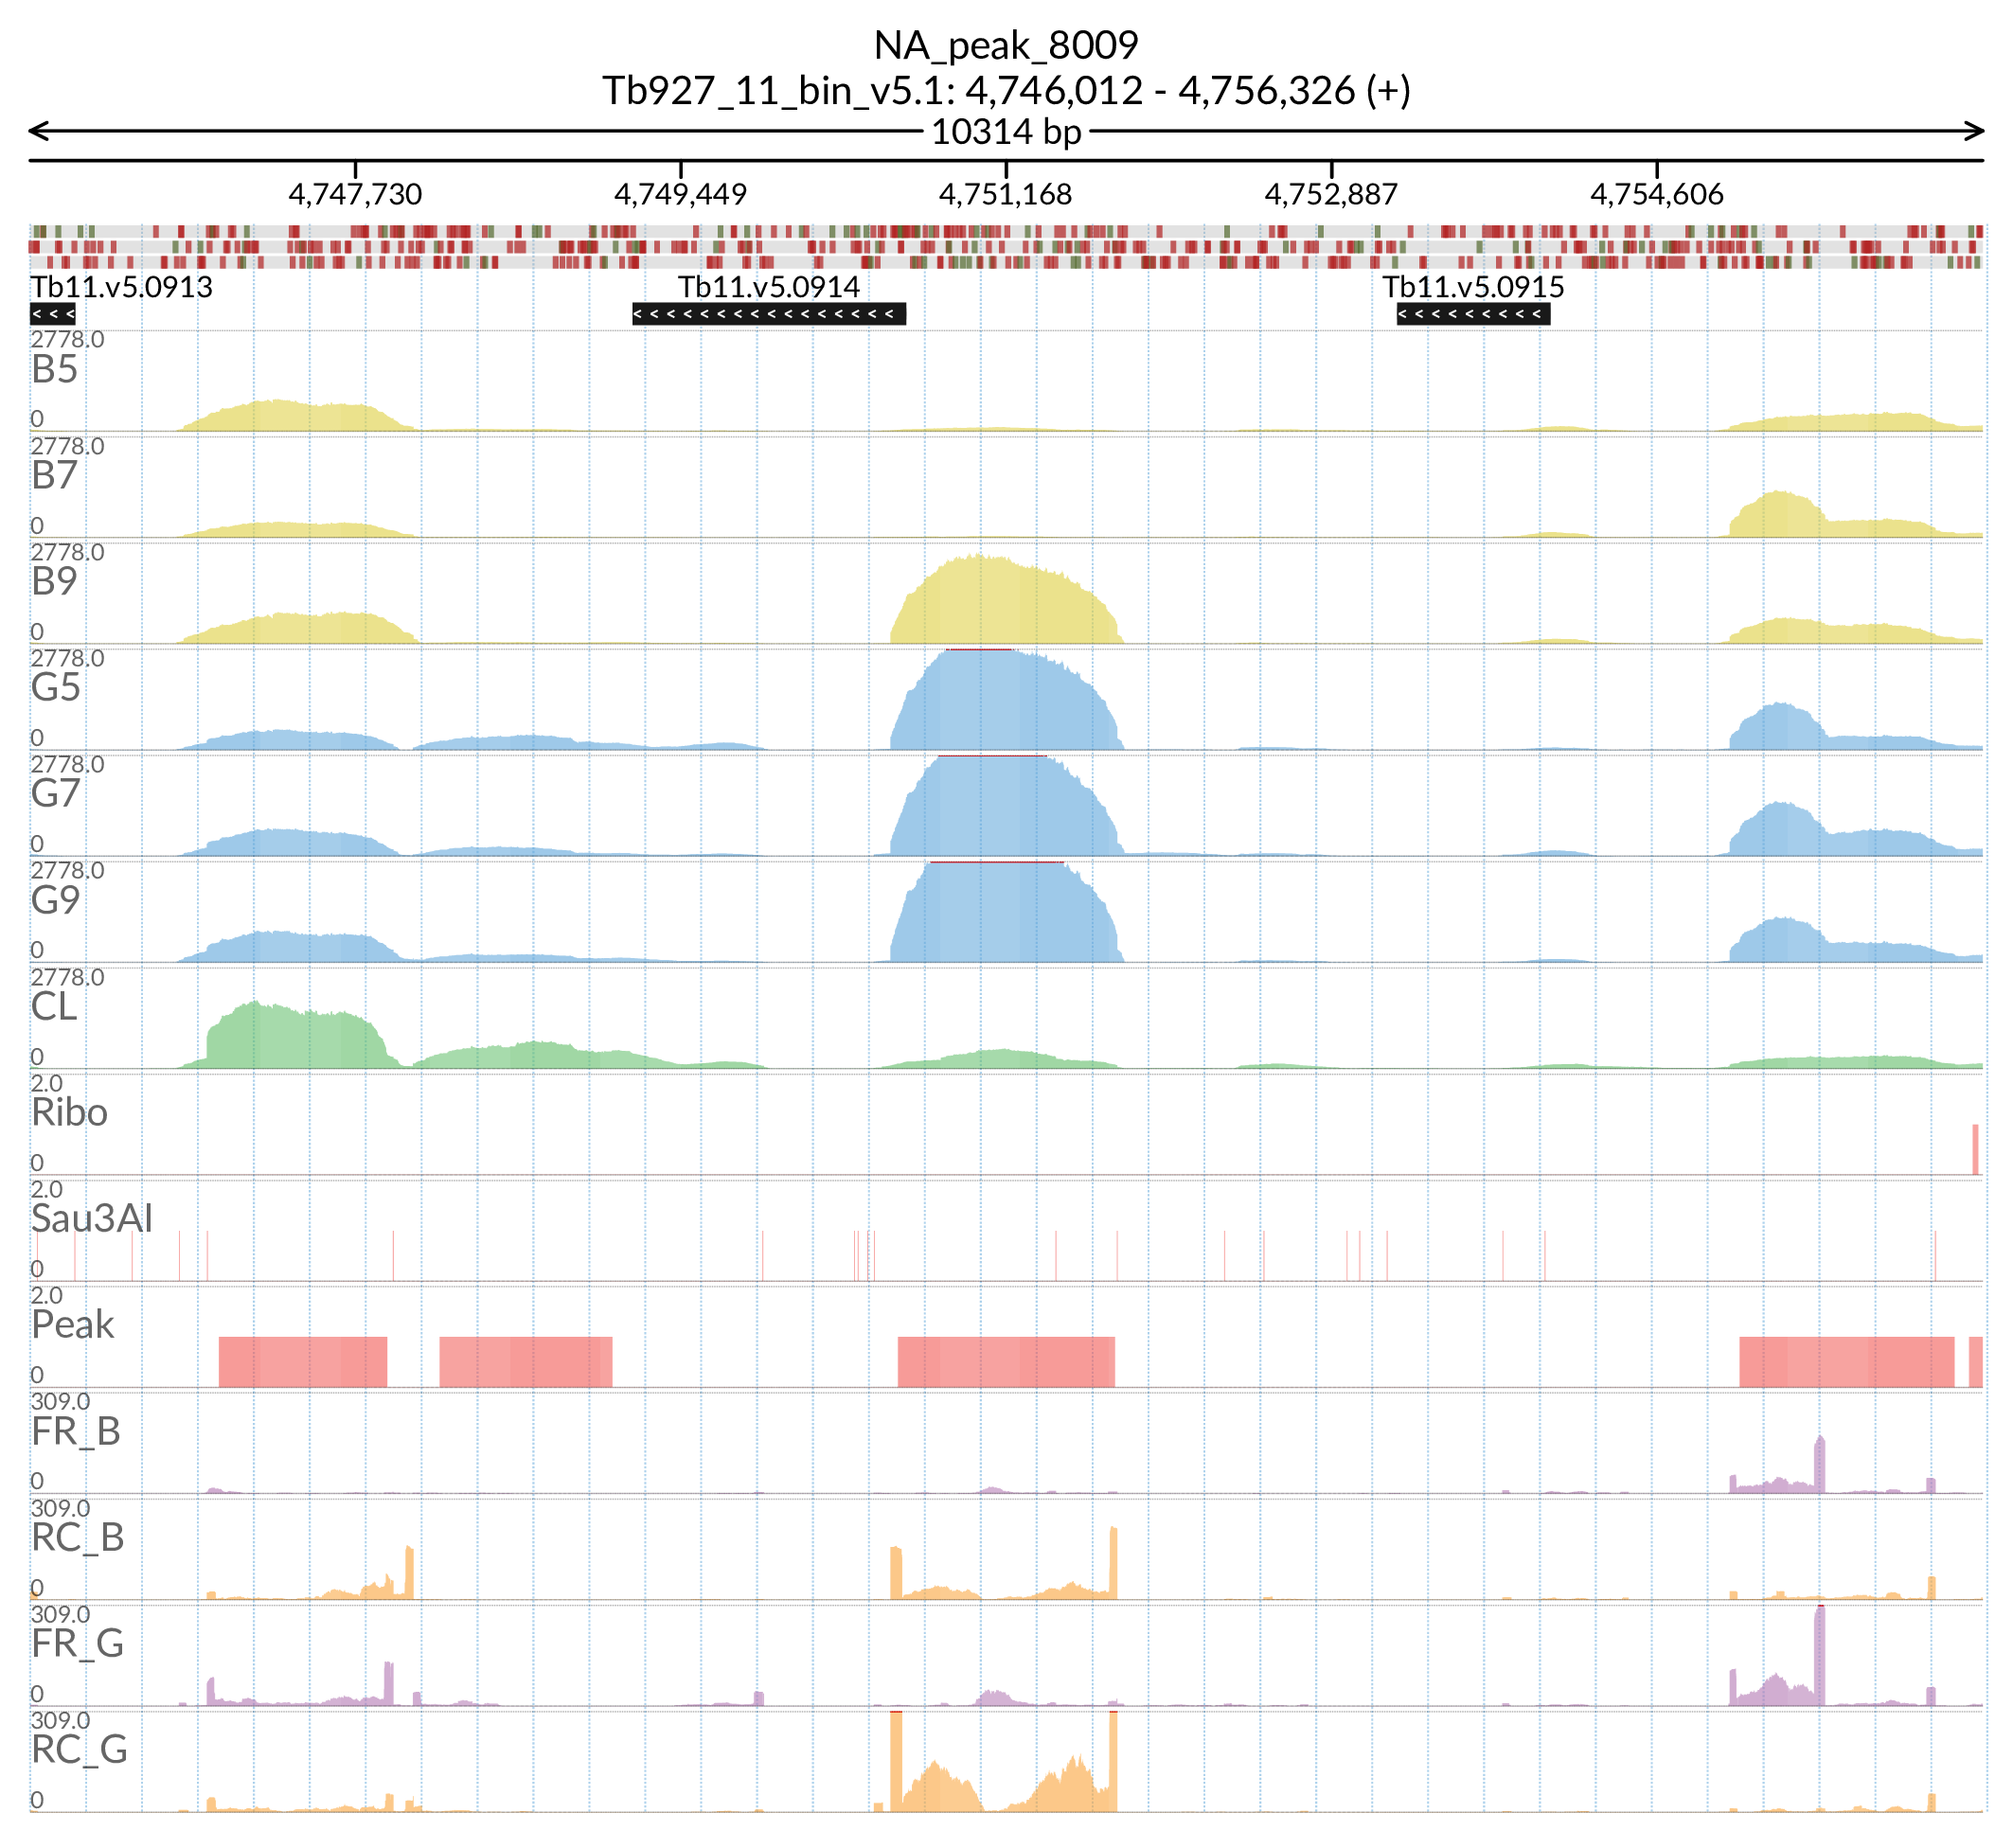 NA_peak_8009
Tb927_11_bin_v5.1: 4,746,012 - 4,756,326 (+)
10314 bp
4,747,730 4,749,449 4,751,168 4,752,887 4,754,606
Tb11.v5.0913 Tb11.v5.0914 Tb11.v5.0915
2778.0
B5
0
2778.0
B7
0
2778.0
B9
0
2778.0
G5
0
2778.0
G7
0
2778.0
G9
0
2778.0
CL
0
2.0
Ribo
0
2.0
Sau3AI
0
2.0
Peak
0
309.0
FR_B
0
309.0
RC_B
0
309.0
FR_G
0
309.0
RC_G
0